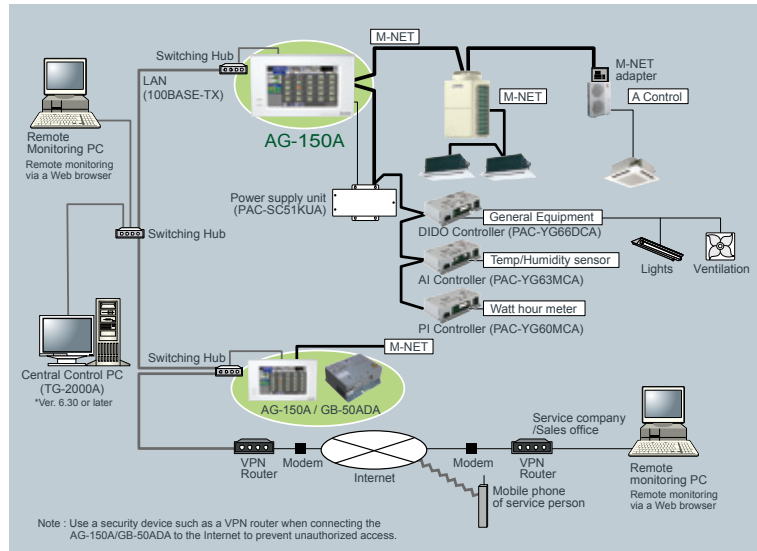 M-NET
Switching Hub
LAN
(100BASE-TX)
AG-150A
M-NET
M-NET
adapter
A Control
Remote
Monitoring PC
Remote monitoring
via a Web browser
Power supply unit
(PAC-SC51KUA)
General Equipment
DIDO Controller (PAC-YG66DCA)
Switching Hub
Temp/Humidity sensor
AI Controller (PAC-YG63MCA)
Lights
Ventilation
Watt hour meter
PI Controller (PAC-YG60MCA)
M-NET
Switching Hub
Central Control PC
(TG-2000A)
*Ver. 6.30 or later
AG-150A / GB-50ADA
Service company
/Sales office
VPN
Router
Modem
Internet
Modem
VPN
Router
Remote
monitoring PC
Remote monitoring
via a Web browser
Mobile phone
of service person
Note : Use a security device such as a VPN router when connecting the
AG-150A/GB-50ADA to the Internet to prevent unauthorized access.